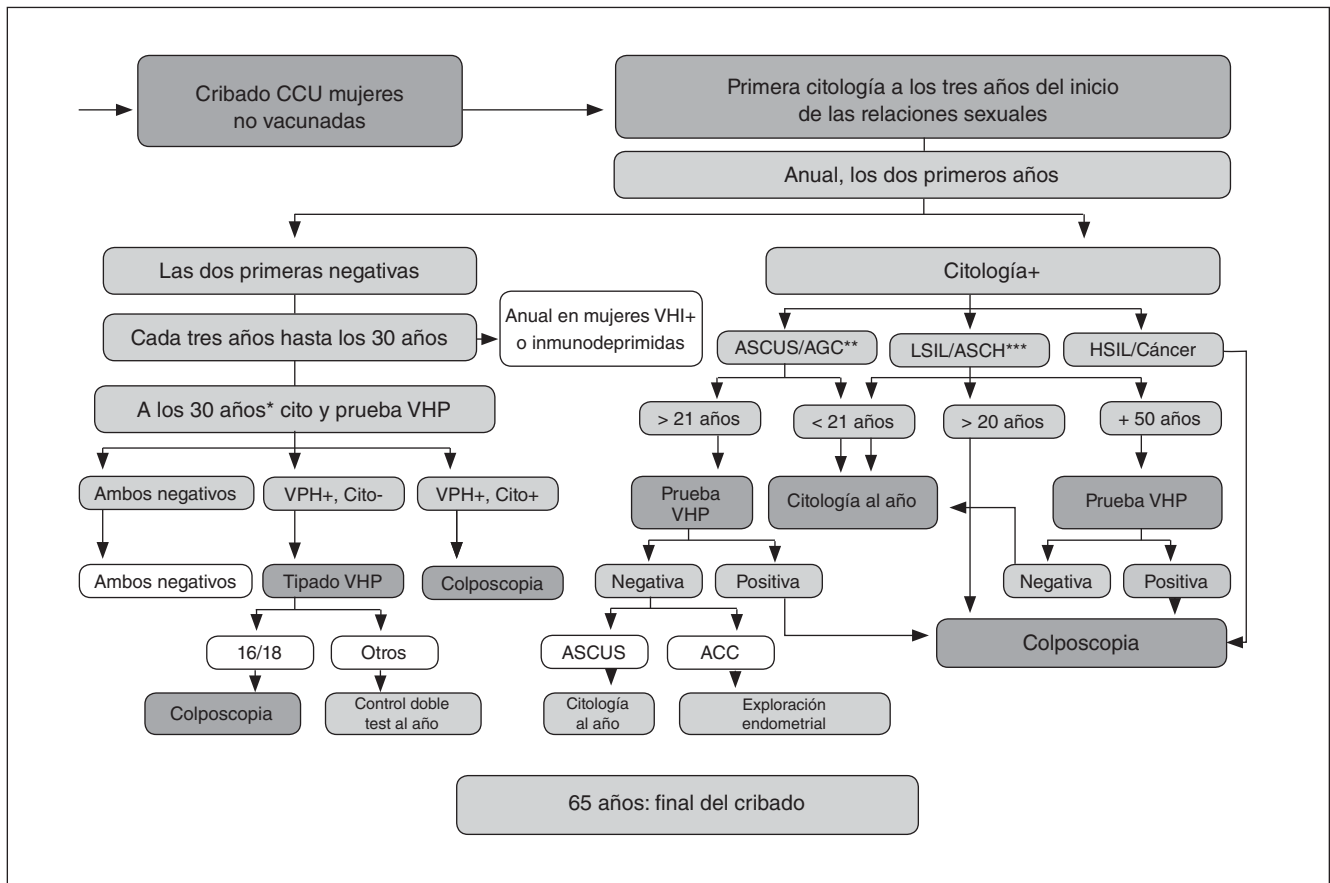 Cribado CCU mujeres
no vacunadas
Primera citología a los tres años del inicio
de las relaciones sexuales
Anual, los dos primeros años
Las dos primeras negativas
Citología+
Cada tres años hasta los 30 años
Anual en mujeres VHI+
o inmunodeprimidas
ASCUS/AGC**
LSIL/ASCH***
HSIL/Cáncer
A los 30 años* cito y prueba VHP
> 21 años
< 21 años
> 20 años
+ 50 años
Ambos negativos
VPH+, Cito-
VPH+, Cito+
Prueba
VHP
Citología al año
Prueba VHP
Ambos negativos
Tipado VHP
Colposcopia
Negativa
Positiva
Negativa
Positiva
16/18
Otros
ASCUS
ACC
Colposcopia
Colposcopia
Control doble
test al año
Citología
al año
Exploración
endometrial
65 años: final del cribado